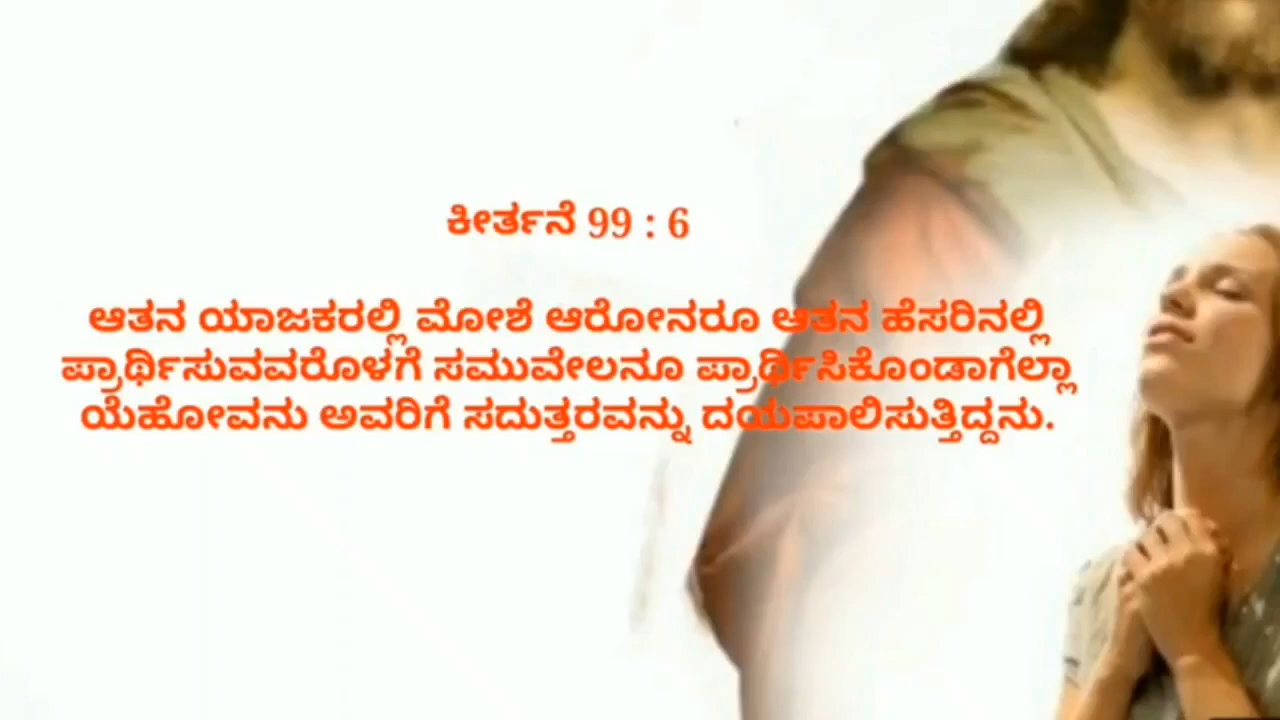 ಕೀರ್ತನೆ 99 : 6
ಆತನ ಯಾಜಕರಲ್ಲಿ ಮೋಶೆ ಆರೋನರೂ ಆತನ ಹೆಸರಿನಲ್ಲಿ
ಪ್ರಾರ್ಥಿಸುವವರೊಳಗೆ ಸಮುವೇಲನೂ ಪ್ರಾರ್ಥಿಸಿಕೊಂಡಾಗೆಲ್ಲಾ
ಯೆಹೋವನು ಅವರಿಗೆ ಸದುತ್ತರವನ್ನು ದಯಪಾಲಿಸುತ್ತಿದ್ದನು.